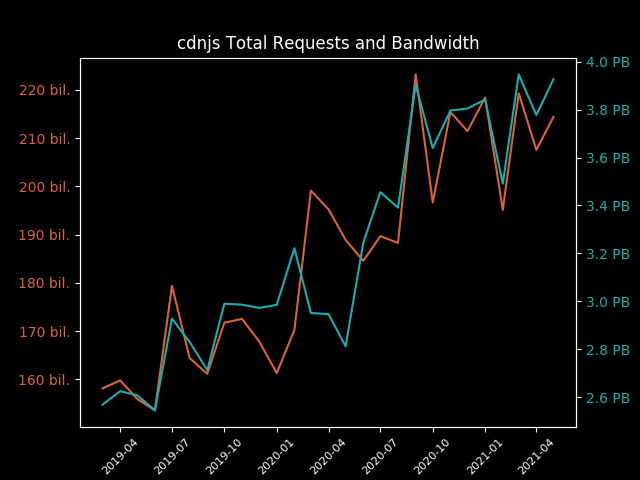 cdnjs Total Requests and Bandwidth
220 bil.
210 bil.
200 bil.
190 bil.
180 bil.
170 bil.
160 bil.
4.0 PB
3.8 PB
3.6 PB
3.4 PB
3.2 PB
3.0 PB
2.8 PB
2.6 PB
2019-04
2019-07
2019-10
2020-01
2020-04
2020-07
2020-10
2021-01
2021-04